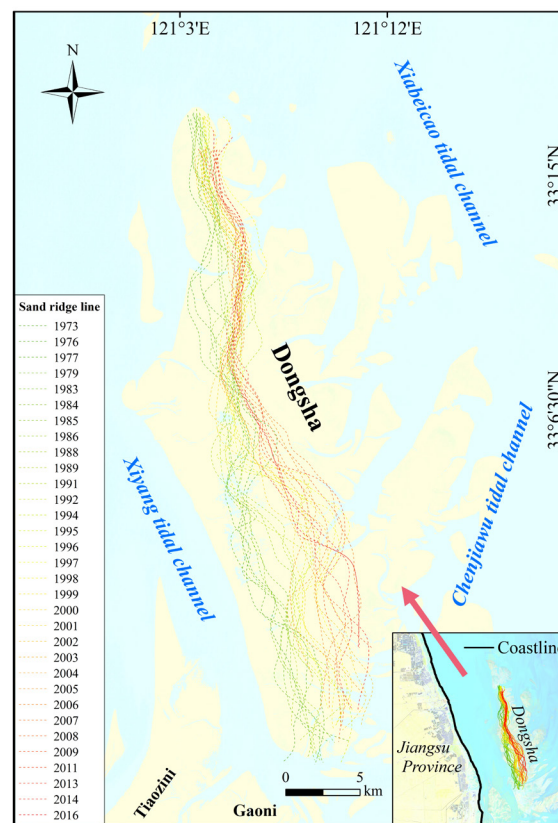 121°3'E
121°12'E
N
Xiabeicao tidal channel
33°15'N
Sand ridge line
1973
1976
1977
1979
1983
1984
1985
1986
1988
1989
1991
1992
1994
1995
1996
1997
1998
1999
2000
2001
2002
2003
2004
2005
2006
2007
2008
2009
2011
2013
2014
2016
Dongsha
33°6'30"N
Xiyang tidal channel
Chenjiawu tidal channel
Coastline
Dongsha
Jiangsu
Province
Tiaozini
Gaoni
0
5
km